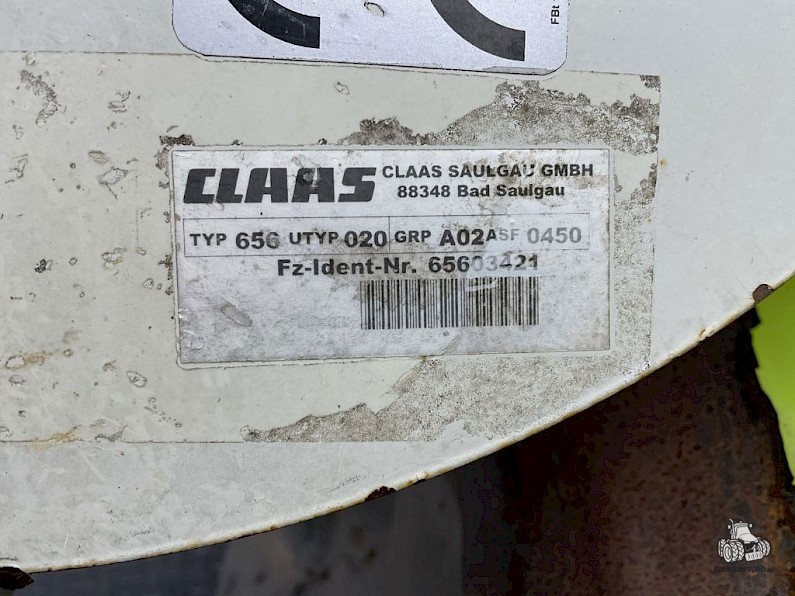 FBt
CLAAS
CLAAS SAULGAU GMBH
88348 Bad Saulgau
TYP 656 UTYP 020 GRP A02 ASF 0450
Fz-Ident-Nr. 65603421